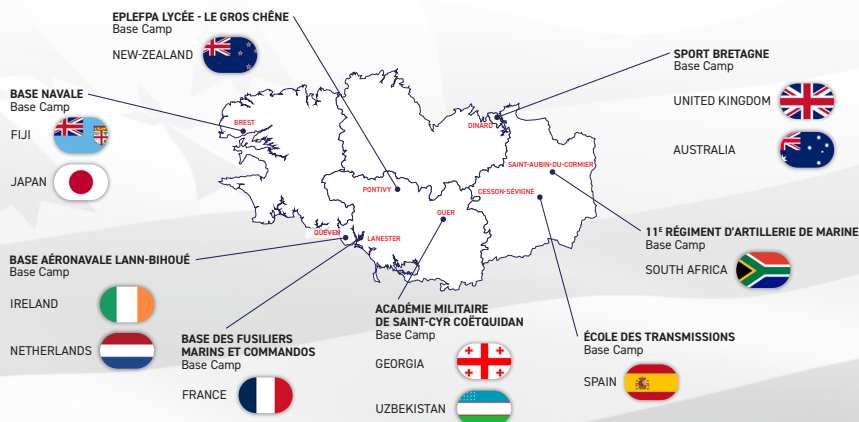 EPLEFPA LYCÉE - LE GROS CHÊNE
Base Camp
NEW-ZEALAND
SPORT BRETAGNE
Base Camp
UNITED KINGDOM
AUSTRALIA
BASE NAVALE
Base Camp
FIJI
JAPAN
BREST
DINARD
SAINT-AUBIN-DU-CORMIER
PONTIVY
CESSON-SÉVIGNÉ
GUER
QUÉVEN
LANESTER
11E RÉGIMENT D'ARTILLERIE DE MARINE
Base Camp
SOUTH AFRICA
BASE AÉRONAVALE LANN-BIHOUÉ
Base Camp
IRELAND
NETHERLANDS
BASE DES FUSILIERS
MARINS ET COMMANDOS
Base Camp
FRANCE
ACADÉMIE MILITAIRE
DE SAINT-CYR COËTQUIDAN
Base Camp
GEORGIA
UZBEKISTAN
ÉCOLE DES TRANSMISSIONS
Base Camp
SPAIN